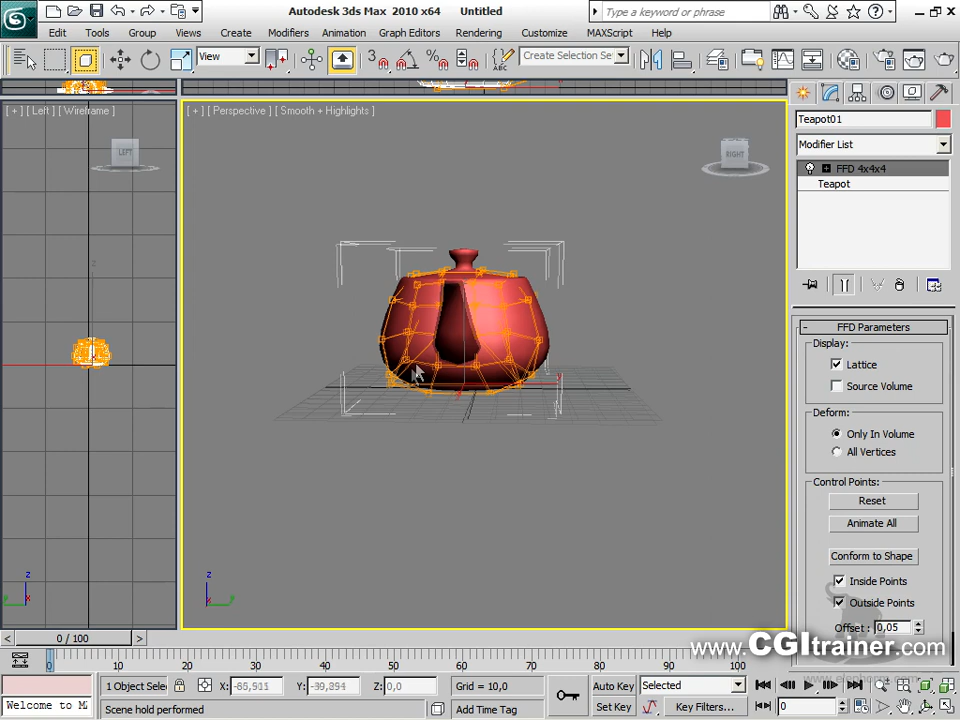 Autodesk 3ds Max 2010 x64 Untitled
Type a keyword or phrase
Edit Tools Group Views Create Modifiers Animation Graph Editors Rendering Customize MAXScript Help
View
Create Selection Se
[ + ] [ Left ] [ Wireframe ]
[ + ] [ Perspective ] [ Smooth + Highlights ]
LEFT
RIGHT
Teapot01
Modifier List
FFD 4x4x4
Teapot
FFD Parameters
Display:
Lattice
Source Volume
Deform:
Only In Volume
All Vertices
Control Points:
Reset
Animate All
Conform to Shape
Inside Points
Outside Points
Offset : 0,05
z
y
x
z
y
x
0 / 100
www.CGItrainer.com
0 10 20 30 40 50 60 70 80 90 100
1 Object Sele X: -65,511 Y: -39,294 Z: 0,0 Grid = 10,0 Auto Key Selected
Welcome to M Scene hold performed Add Time Tag Set Key Key Filters... 0